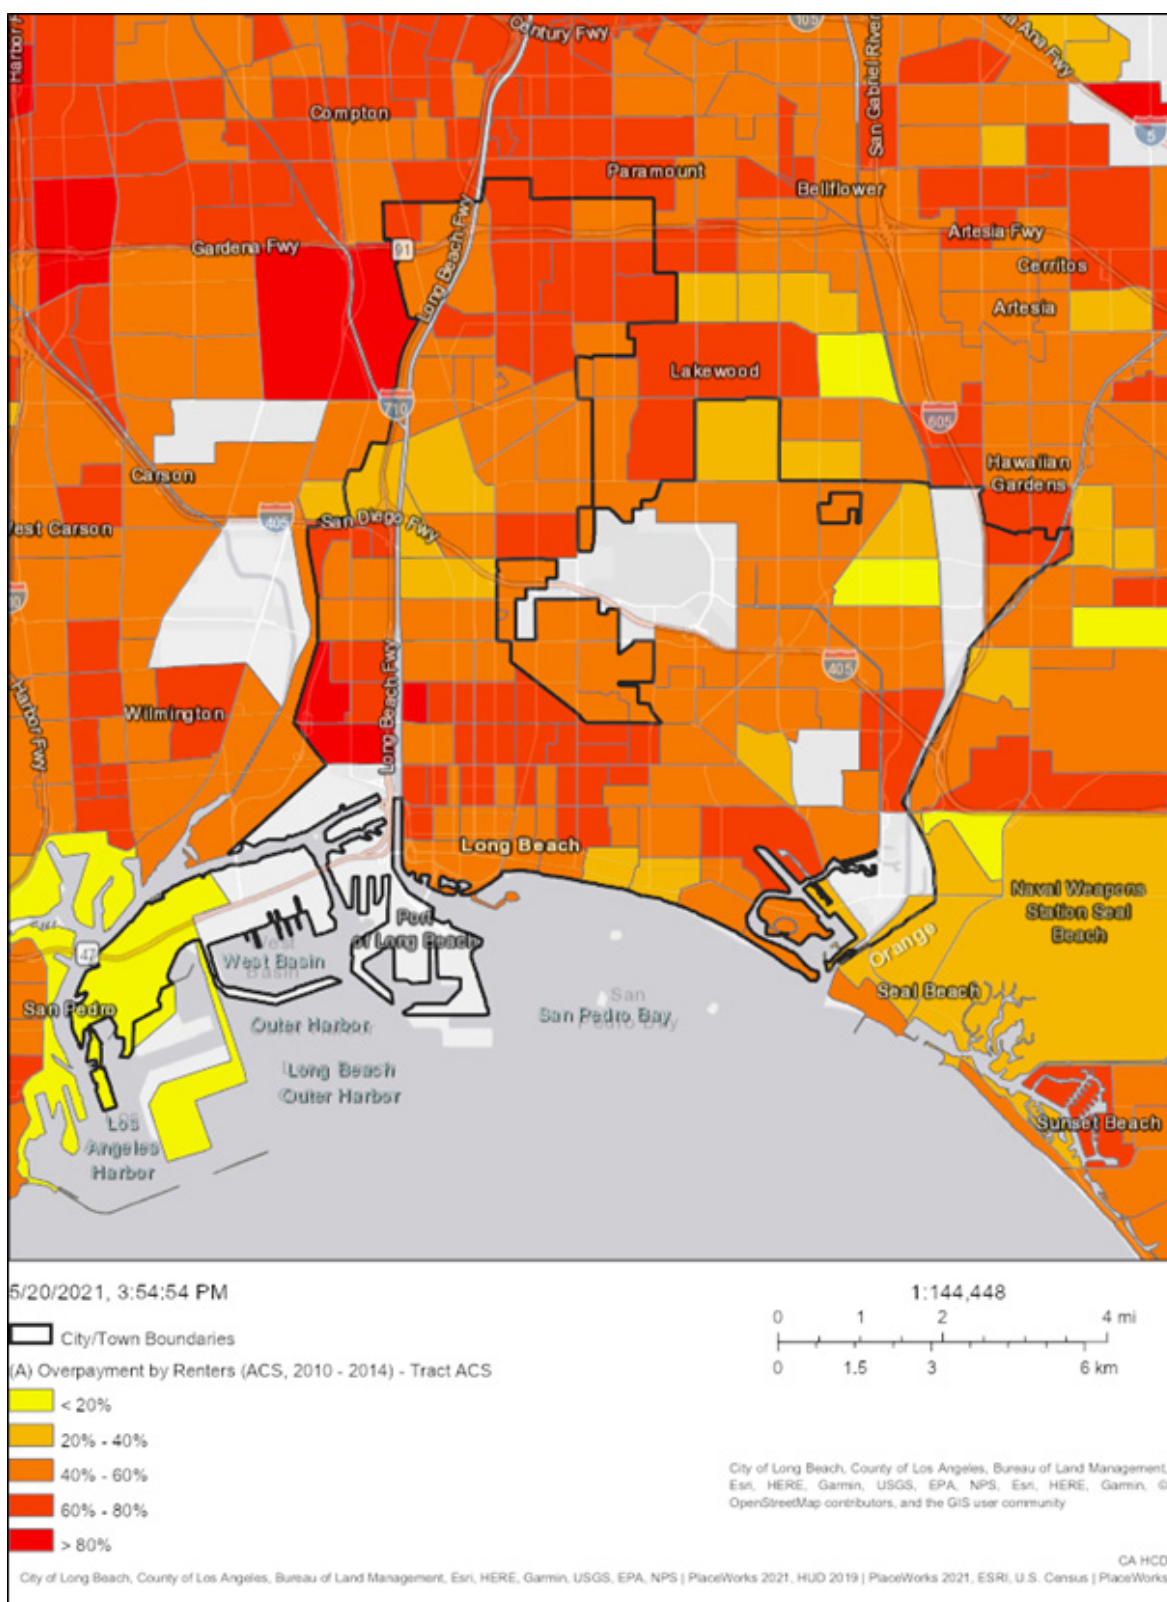 Century Fwy
105
San Gabriel River
Ana Fwy
Harbor F
5
Compton
Paramount
Bellflower
Long Beach Fwy
Gardena Fwy
91
Artesia Fwy
Cerritos
Artesia
Lakewood
710
605
Carson
Hawaiian
Gardens
West Carson
405
San Diego Fwy
Long Beach Fwy
405
Wilmington
Harbor Fwy
Long Beach
Naval Weapons
Station Seal
Beach
Port
of Long Beach
West Basin
47
Orange
San Pedro
Seal Beach
Outer Harbor
San Pedro Bay
Long Beach
Outer Harbor
Los
Angeles
Harbor
Sunset Beach
5/20/2021, 3:54:54 PM
1:144,448
0 1 2 4 mi
0 1.5 3 6 km
City/Town Boundaries
(A) Overpayment by Renters (ACS, 2010 - 2014) - Tract ACS
< 20%
20% - 40%
40% - 60%
60% - 80%
> 80%
City of Long Beach, County of Los Angeles, Bureau of Land Management,
Esri, HERE, Garmin, USGS, EPA, NPS, Esri, HERE, Garmin, ©
OpenStreetMap contributors, and the GIS user community
CA HCD
City of Long Beach, County of Los Angeles, Bureau of Land Management, Esri, HERE, Garmin, USGS, EPA, NPS | PlaceWorks 2021, HUD 2019 | PlaceWorks 2021, ESRI, U.S. Census | PlaceWorks